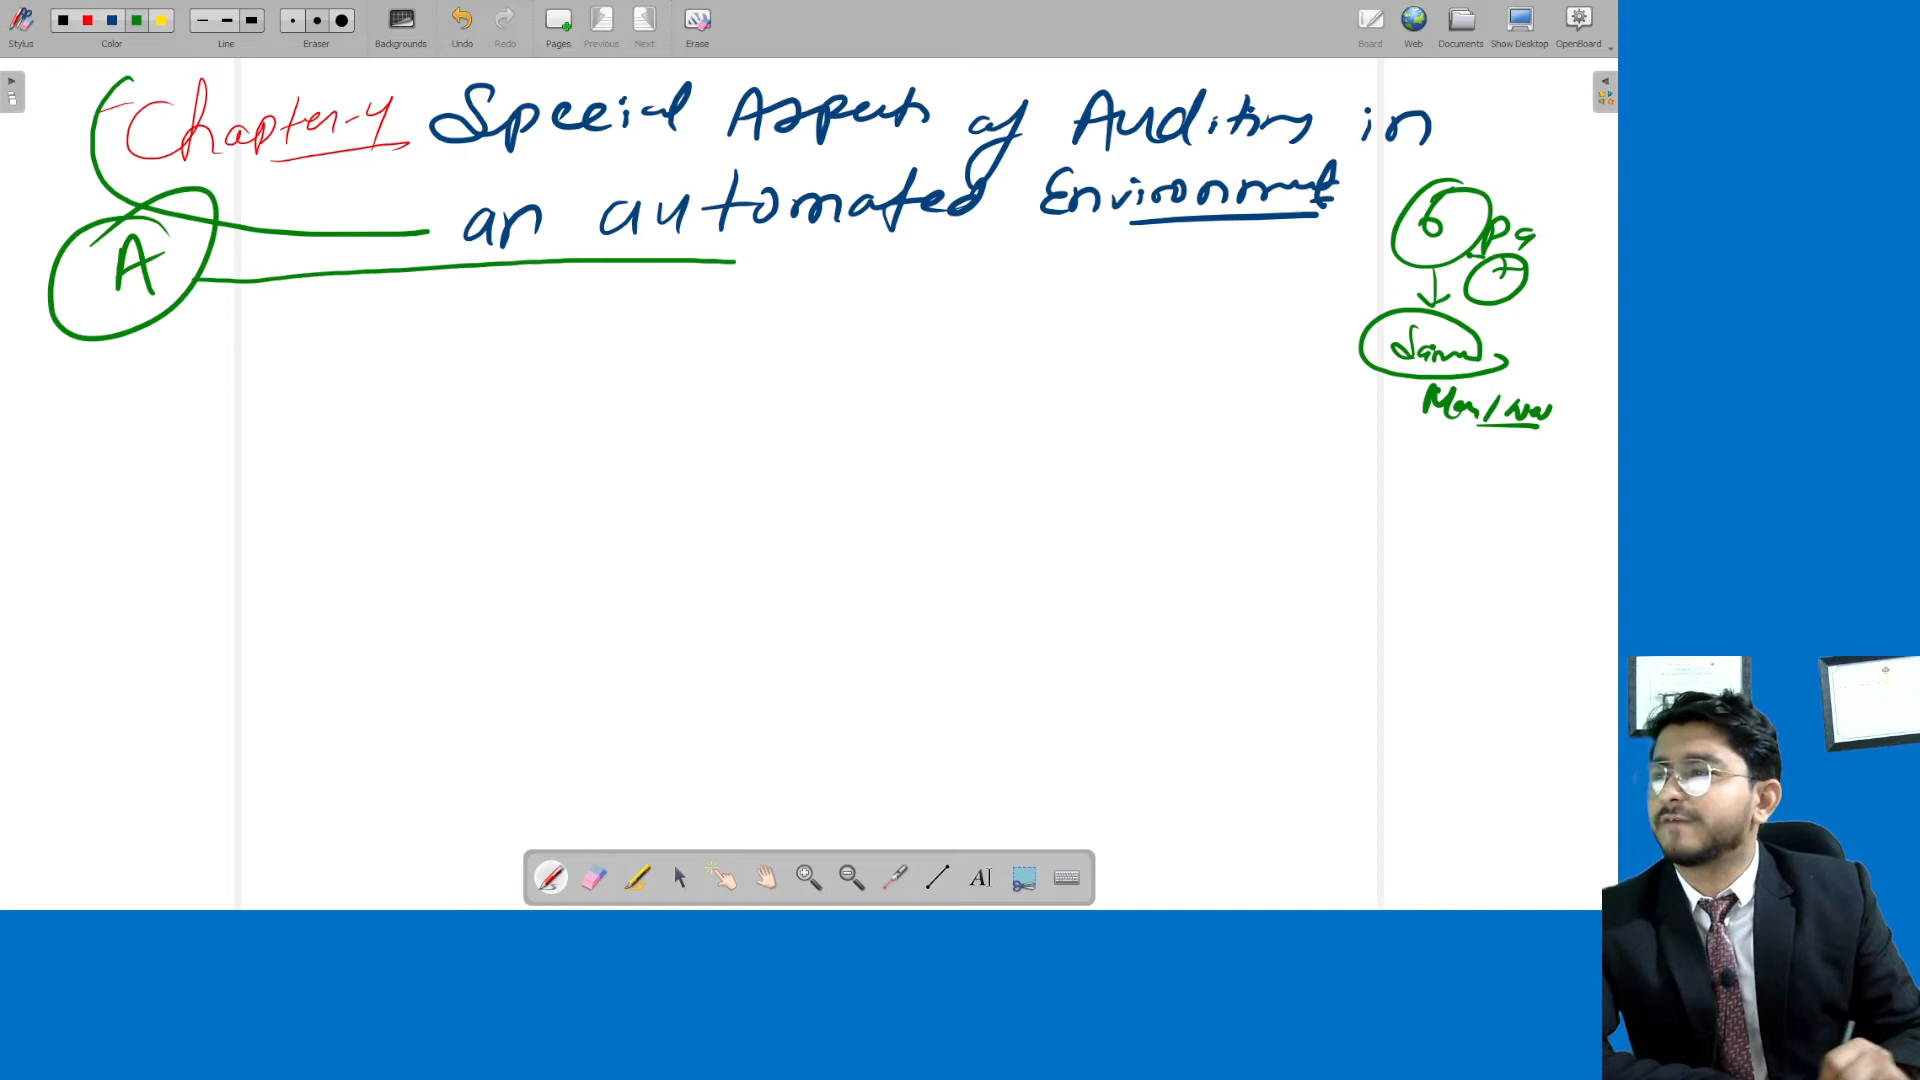 Stylus Color Line Eraser Backgrounds Undo Redo Pages Previous Next Erase Board Web Documents Show Desktop OpenBoard
Chapter-4 Special Aspects of Auditing in
an automated Environment
A
6 pg
+
May / Nov